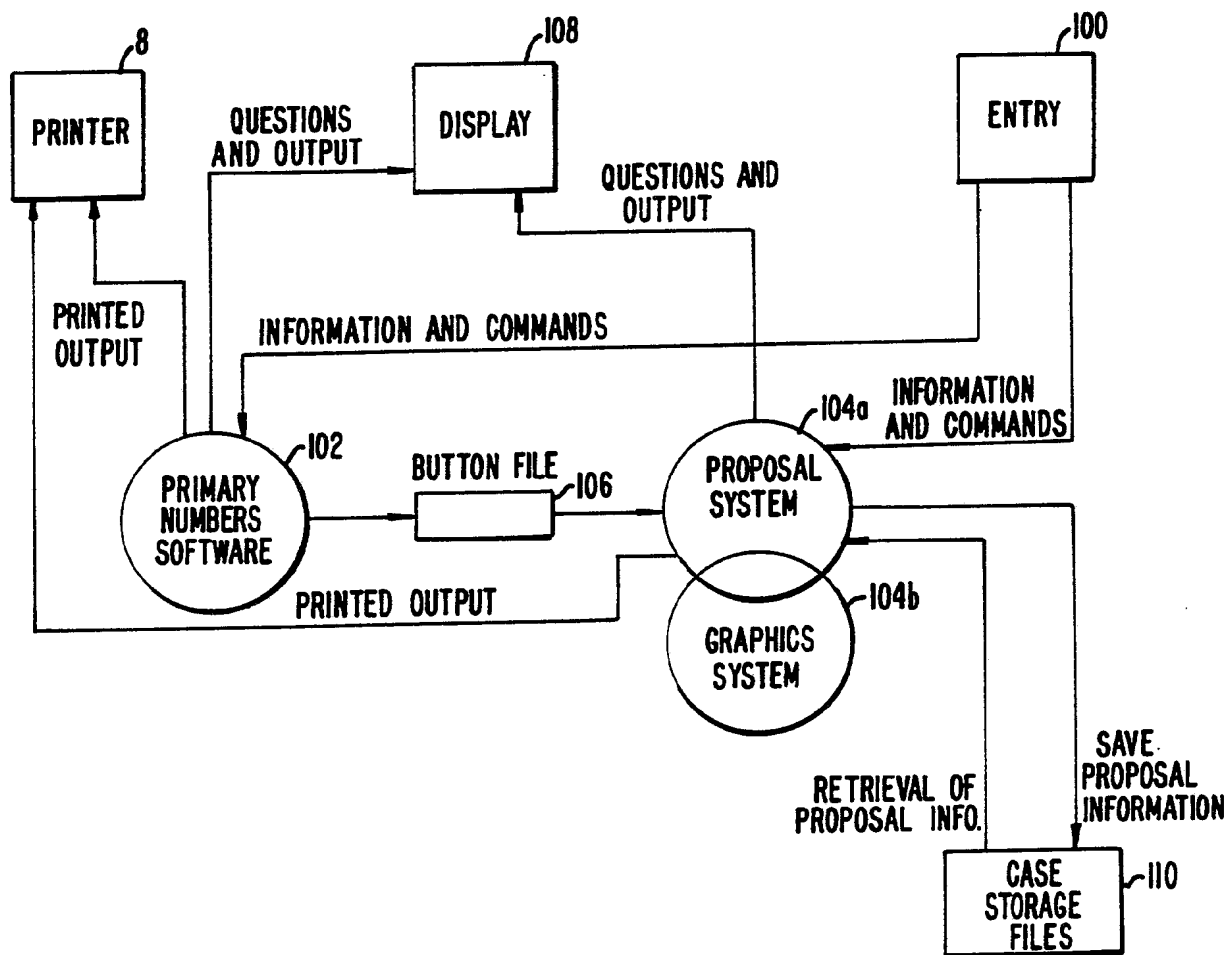 8
PRINTER
108
DISPLAY
100
ENTRY
QUESTIONS
AND OUTPUT
QUESTIONS AND
OUTPUT
PRINTED
OUTPUT
INFORMATION AND COMMANDS
INFORMATION
AND COMMANDS
102
PRIMARY
NUMBERS
SOFTWARE
BUTTON FILE
106
104a
PROPOSAL
SYSTEM
PRINTED OUTPUT
104b
GRAPHICS
SYSTEM
RETRIEVAL OF
PROPOSAL INFO.
SAVE
PROPOSAL
INFORMATION
CASE
STORAGE
FILES
110